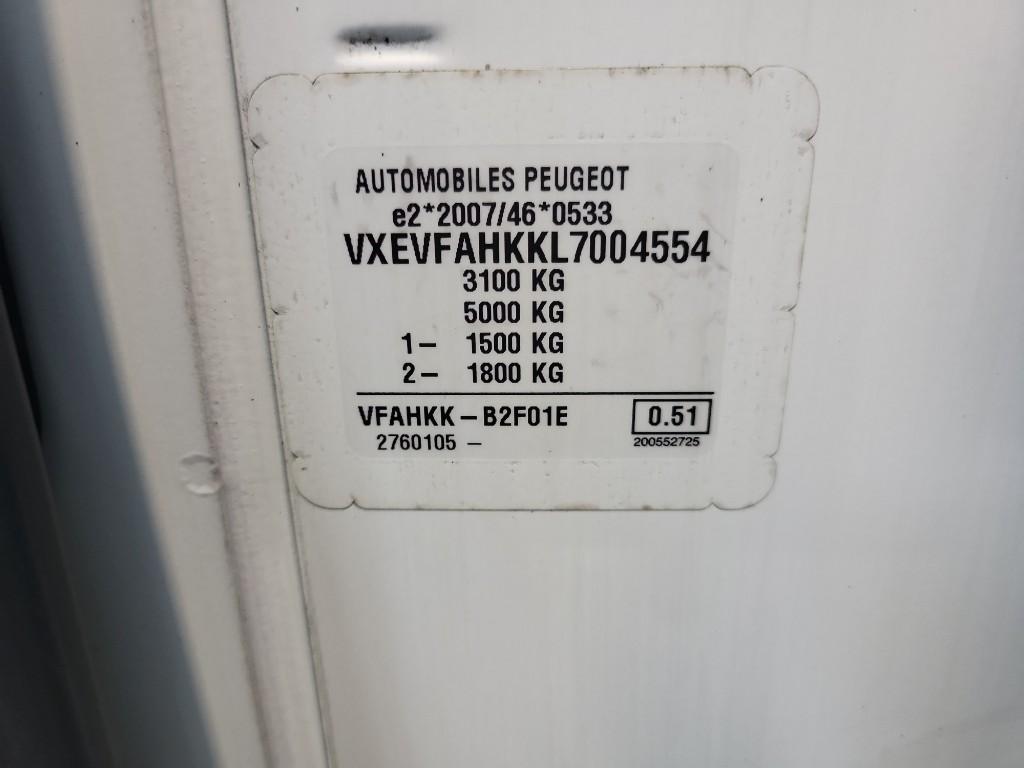 AUTOMOBILES PEUGEOT
e2*2007/46*0533
VXEVFAHKKL7004554
3100 KG
5000 KG
1– 1500 KG
2– 1800 KG
VFAHKK – B2F01E 0.51
2760105 – 200552725